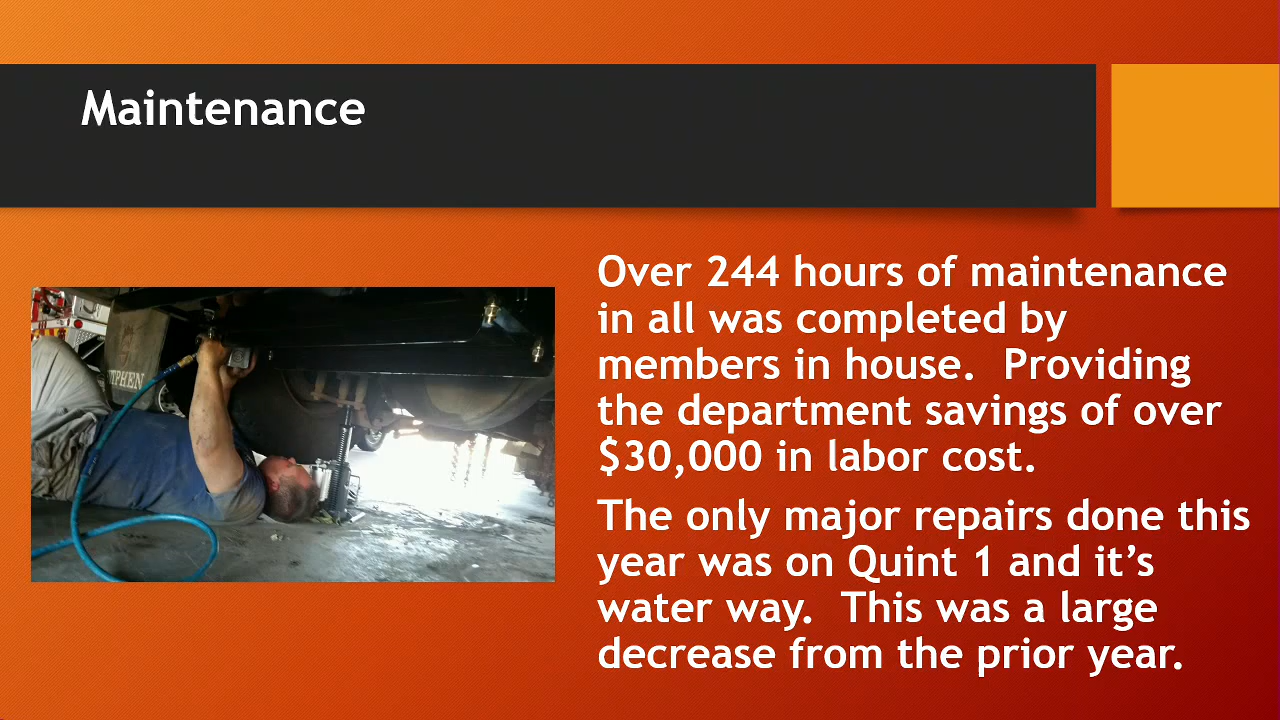 Maintenance
Over 244 hours of maintenance
in all was completed by
members in house.  Providing
the department savings of over
$30,000 in labor cost.
The only major repairs done this
year was on Quint 1 and it’s
water way.  This was a large
decrease from the prior year.
TPHEN